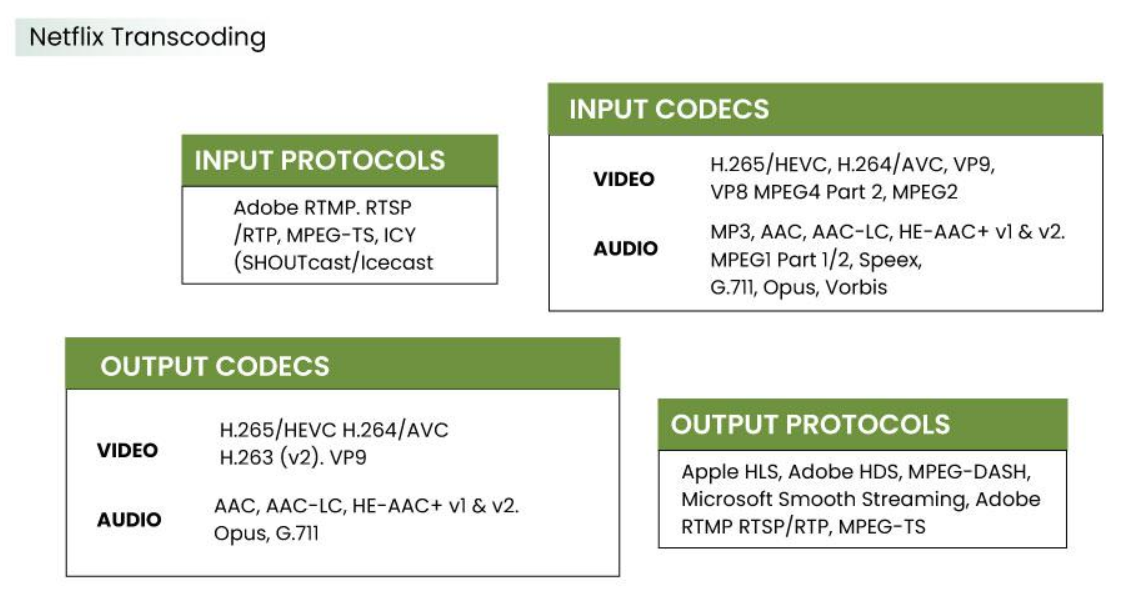 Netflix Transcoding
INPUT PROTOCOLS
Adobe RTMP. RTSP
/RTP, MPEG-TS, ICY
(SHOUTcast/Icecast
INPUT CODECS
VIDEO
H.265/HEVC, H.264/AVC, VP9,
VP8 MPEG4 Part 2, MPEG2
AUDIO
MP3, AAC, AAC-LC, HE-AAC+ v1 & v2.
MPEG1 Part 1/2, Speex,
G.711, Opus, Vorbis
OUTPUT CODECS
VIDEO
H.265/HEVC H.264/AVC
H.263 (v2). VP9
AUDIO
AAC, AAC-LC, HE-AAC+ v1 & v2.
Opus, G.711
OUTPUT PROTOCOLS
Apple HLS, Adobe HDS, MPEG-DASH,
Microsoft Smooth Streaming, Adobe
RTMP RTSP/RTP, MPEG-TS